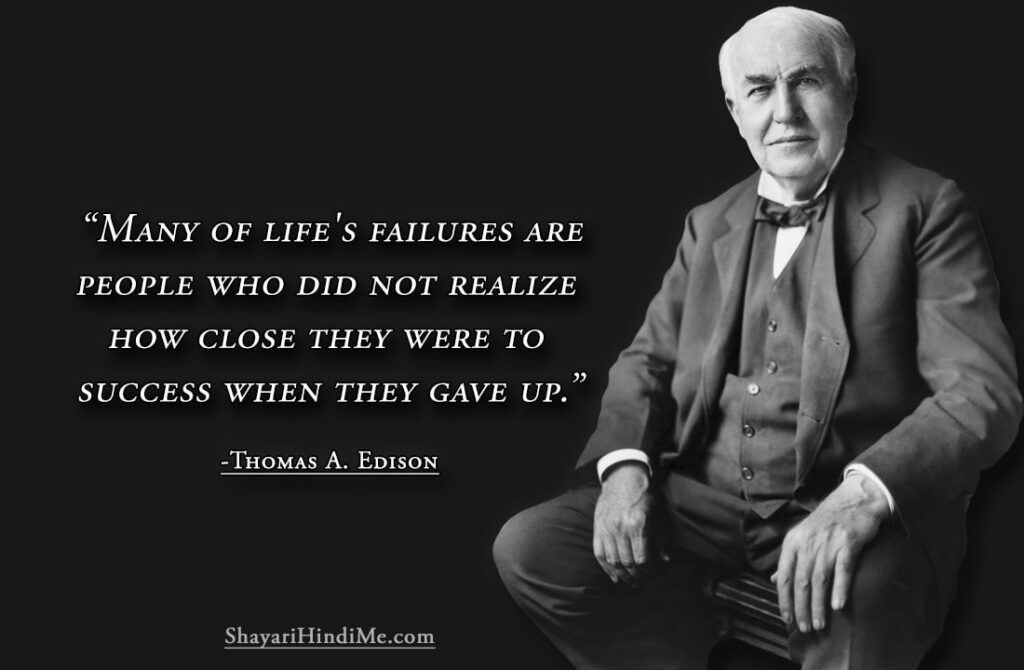 “Many of life's failures are
people who did not realize
how close they were to
success when they gave up.”
-Thomas A. Edison
ShayariHindiMe.com